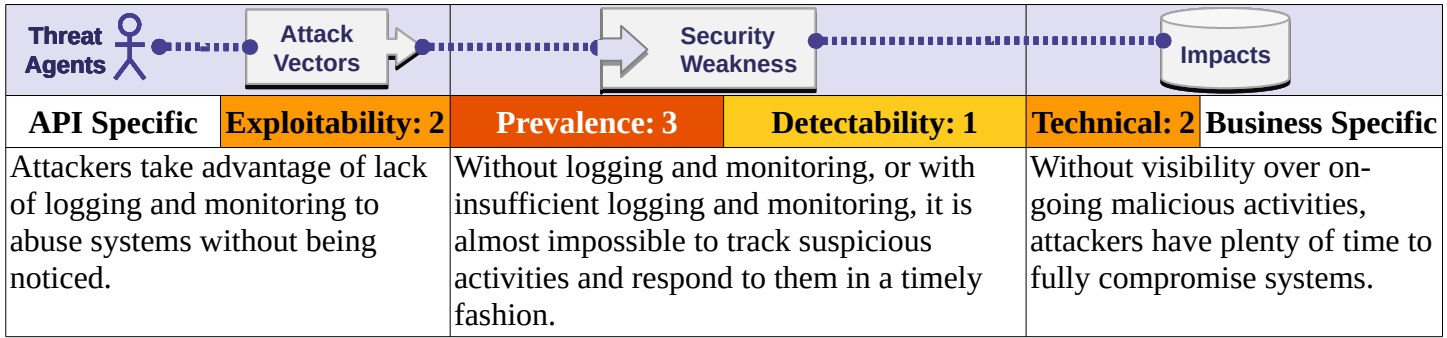 Threat
Agents
Attack
Vectors
Security
Weakness
Impacts
API Specific
Exploitability: 2
Prevalence: 3
Detectability: 1
Technical: 2
Business Specific
Attackers take advantage of lack
of logging and monitoring to
abuse systems without being
noticed.
Without logging and monitoring, or with
insufficient logging and monitoring, it is
almost impossible to track suspicious
activities and respond to them in a timely
fashion.
Without visibility over on-
going malicious activities,
attackers have plenty of time to
fully compromise systems.